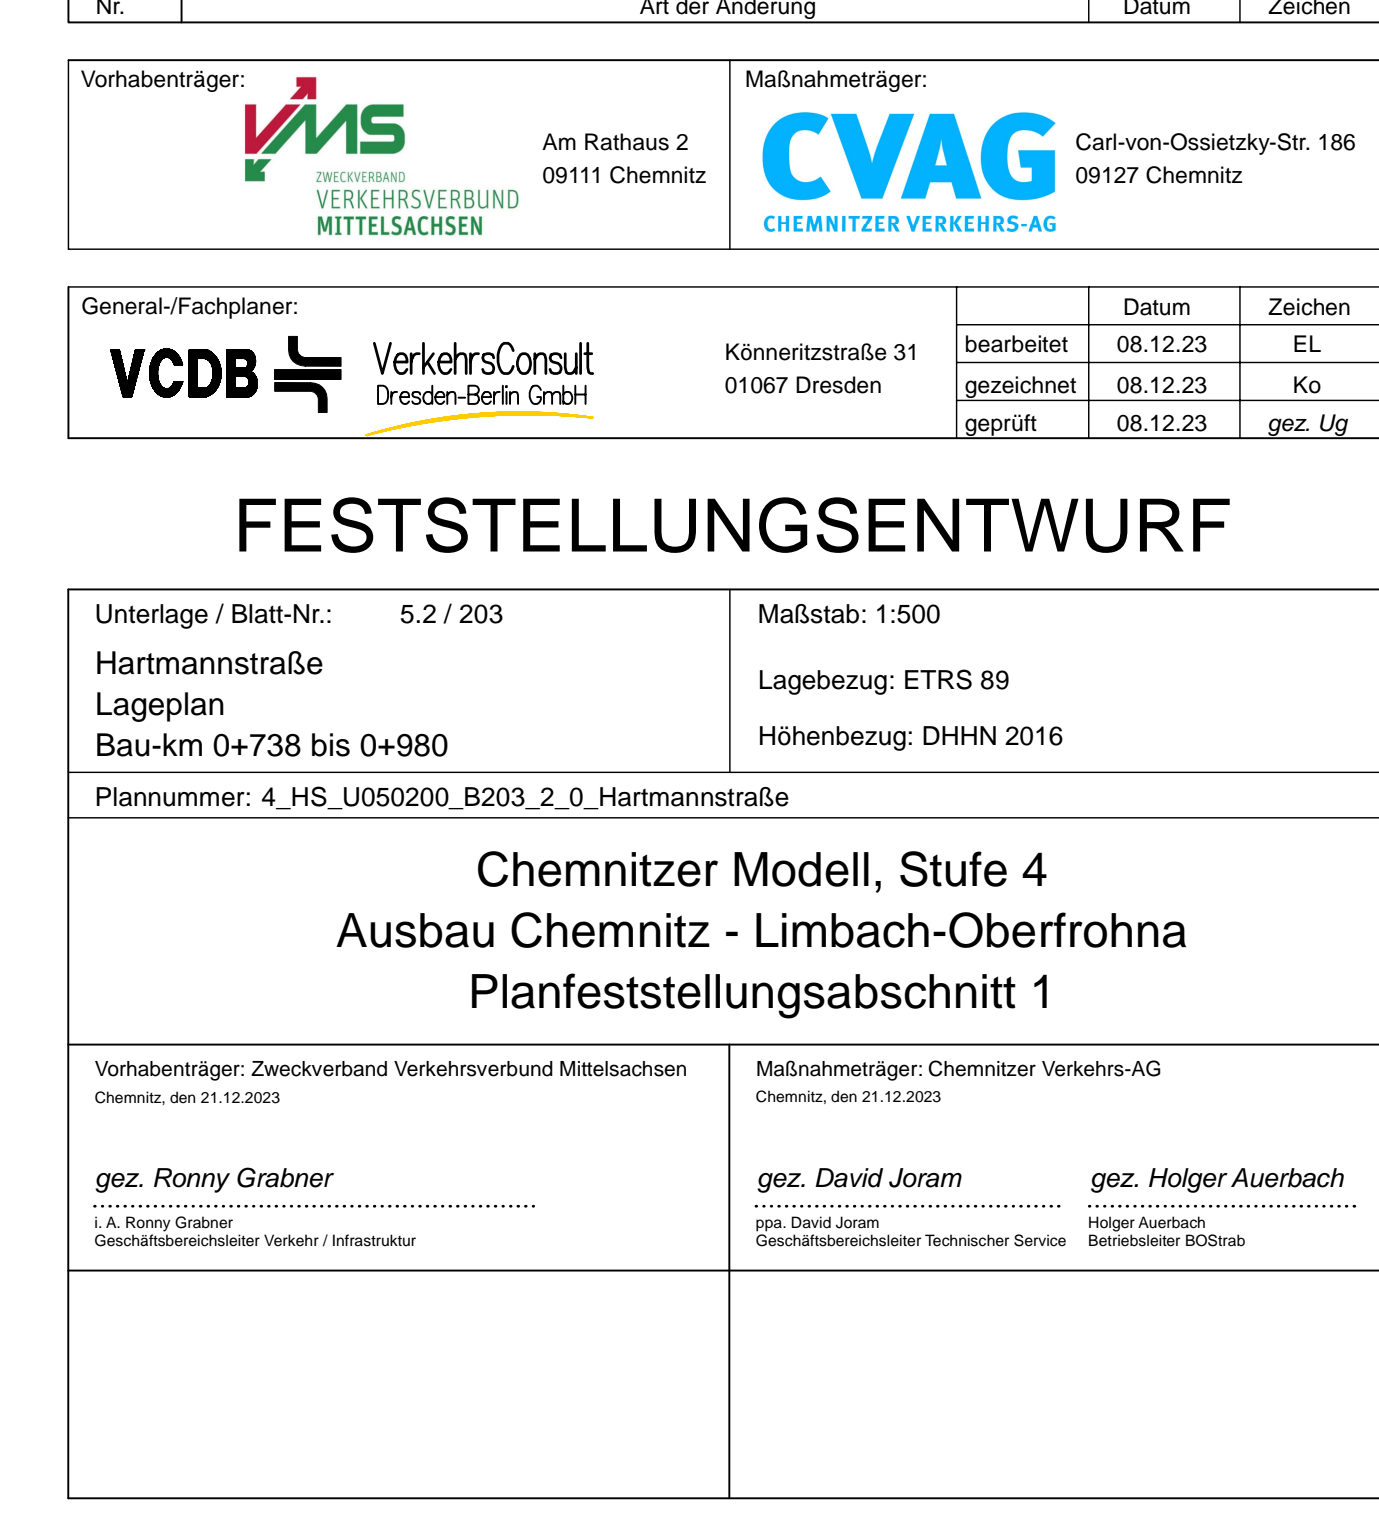 Nr. Art der Änderung Datum Zeichen
Vorhabenträger:
VMS
ZWECKVERBAND
VERKEHRSVERBUND
MITTELSACHSEN
Am Rathaus 2
09111 Chemnitz
Maßnahmeträger:
CVAG
CHEMNITZER VERKEHRS-AG
Carl-von-Ossietzky-Str. 186
09127 Chemnitz
General-/Fachplaner:
VCDB
VerkehrsConsult
Dresden-Berlin GmbH
Könneritzstraße 31
01067 Dresden
Datum Zeichen
bearbeitet 08.12.23 EL
gezeichnet 08.12.23 Ko
geprüft 08.12.23 gez. Ug
FESTSTELLUNGSENTWURF
Unterlage / Blatt-Nr.: 5.2 / 203
Hartmannstraße
Lageplan
Bau-km 0+738 bis 0+980
Maßstab: 1:500
Lagebezug: ETRS 89
Höhenbezug: DHHN 2016
Plannummer: 4_HS_U050200_B203_2_0_Hartmannstraße
Chemnitzer Modell, Stufe 4
Ausbau Chemnitz - Limbach-Oberfrohna
Planfeststellungsabschnitt 1
Vorhabenträger: Zweckverband Verkehrsverbund Mittelsachsen
Chemnitz, den 21.12.2023
gez. Ronny Grabner
i. A. Ronny Grabner
Geschäftsbereichsleiter Verkehr / Infrastruktur
Maßnahmeträger: Chemnitzer Verkehrs-AG
Chemnitz, den 21.12.2023
gez. David Joram
ppa. David Joram
Geschäftsbereichsleiter Technischer Service
gez. Holger Auerbach
Holger Auerbach
Betriebsleiter BOStrab